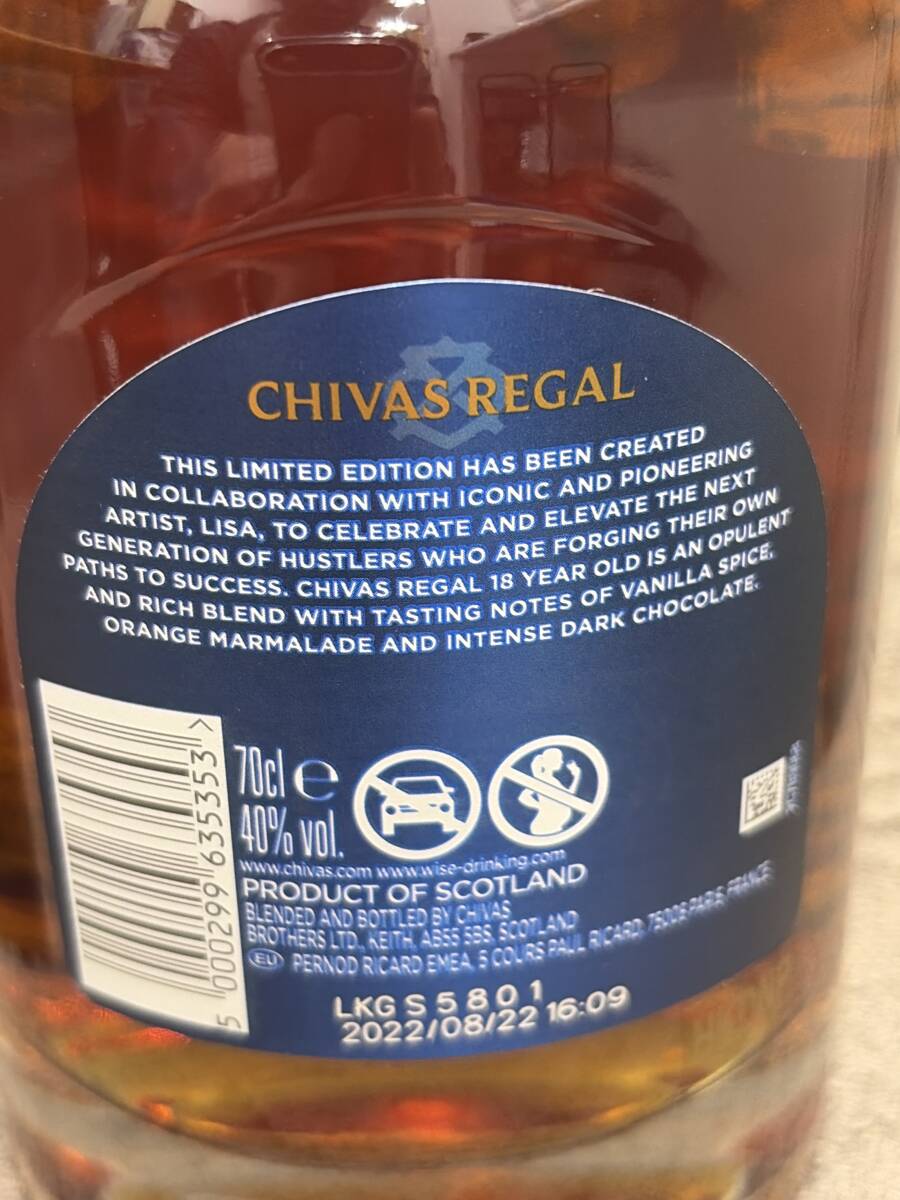 CHIVAS REGAL
THIS LIMITED EDITION HAS BEEN CREATED
IN COLLABORATION WITH ICONIC AND PIONEERING
ARTIST, LISA, TO CELEBRATE AND ELEVATE THE NEXT
GENERATION OF HUSTLERS WHO ARE FORGING THEIR OWN
PATHS TO SUCCESS. CHIVAS REGAL 18 YEAR OLD IS AN OPULENT
AND RICH BLEND WITH TASTING NOTES OF VANILLA SPICE,
ORANGE MARMALADE AND INTENSE DARK CHOCOLATE.
5 000299 635353 >
70cl e
40% vol.
www.chivas.com www.wise-drinking.com
PRODUCT OF SCOTLAND
BLENDED AND BOTTLED BY CHIVAS
BROTHERS LTD., KEITH, AB55 5BS, SCOTLAND
EU PERNOD RICARD EMEA, 5 COURS PAUL RICARD, 75008 PARIS, FRANCE
LKG S 5 8 0 1
2022/08/22 16:09